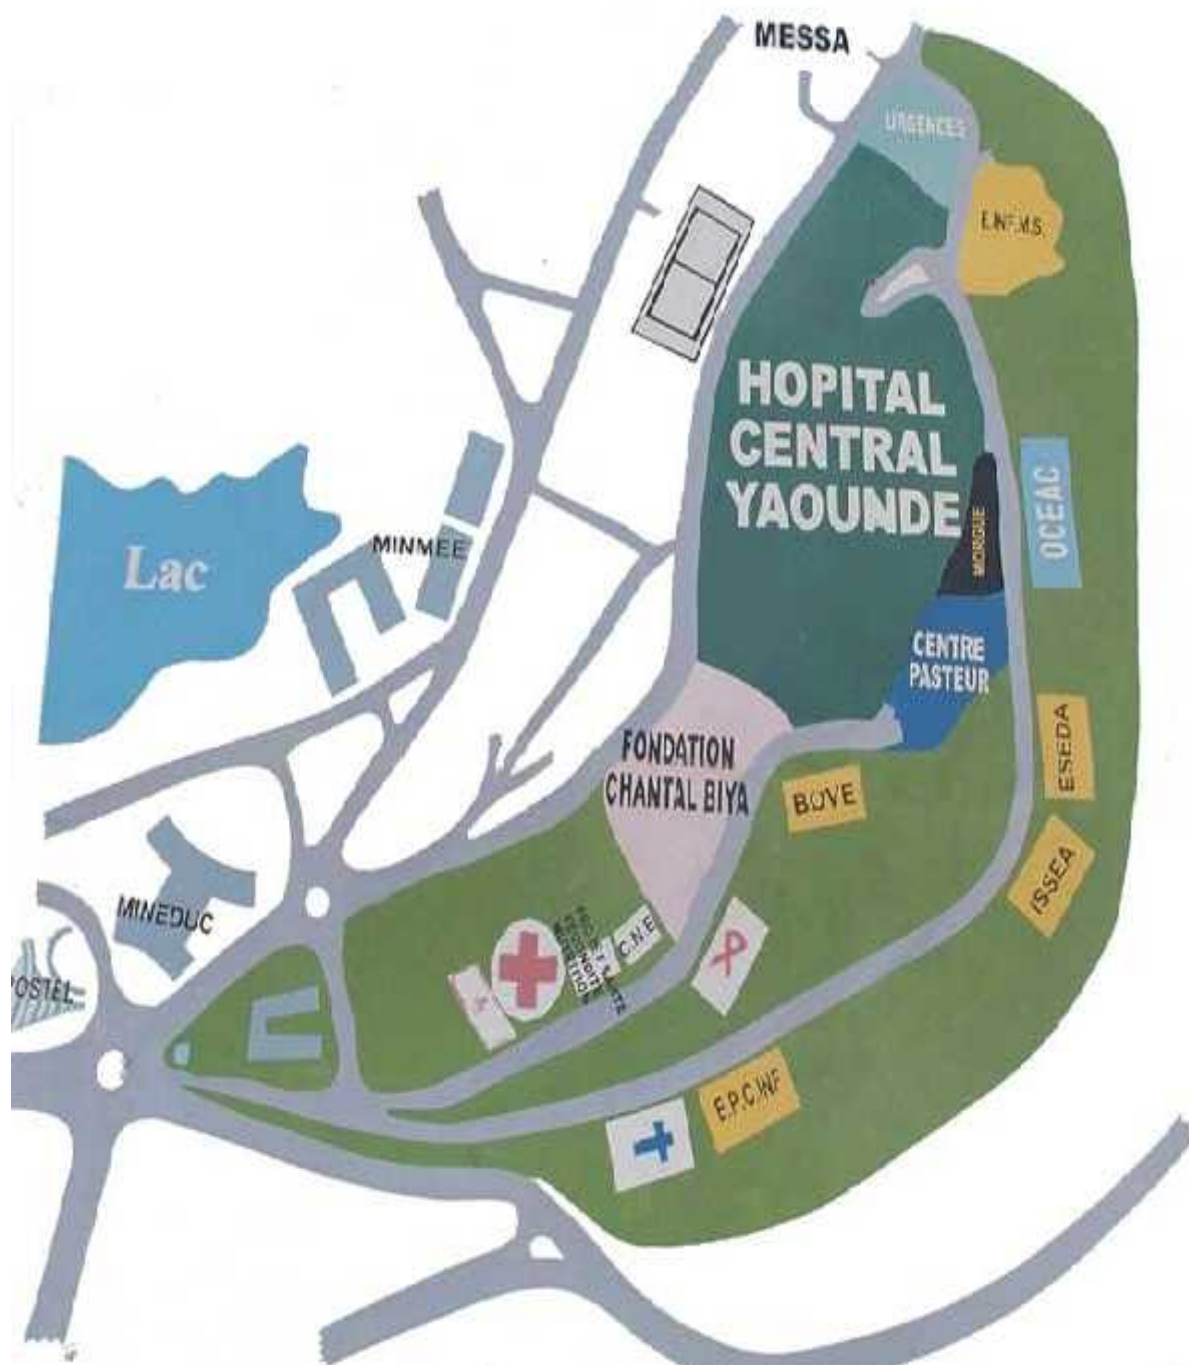 MESSA
URGENCES
HOPITAL
CENTRAL
YAOUNDE
MORGUE
OCEAC
Lac
MINMEE
CENTRE
PASTEUR
FONDATION
CHANTAL BIYA
BOVE
ESEDA
ISSEA
MINEDUC
C.N.E
POSTEL
E.P.C.INF